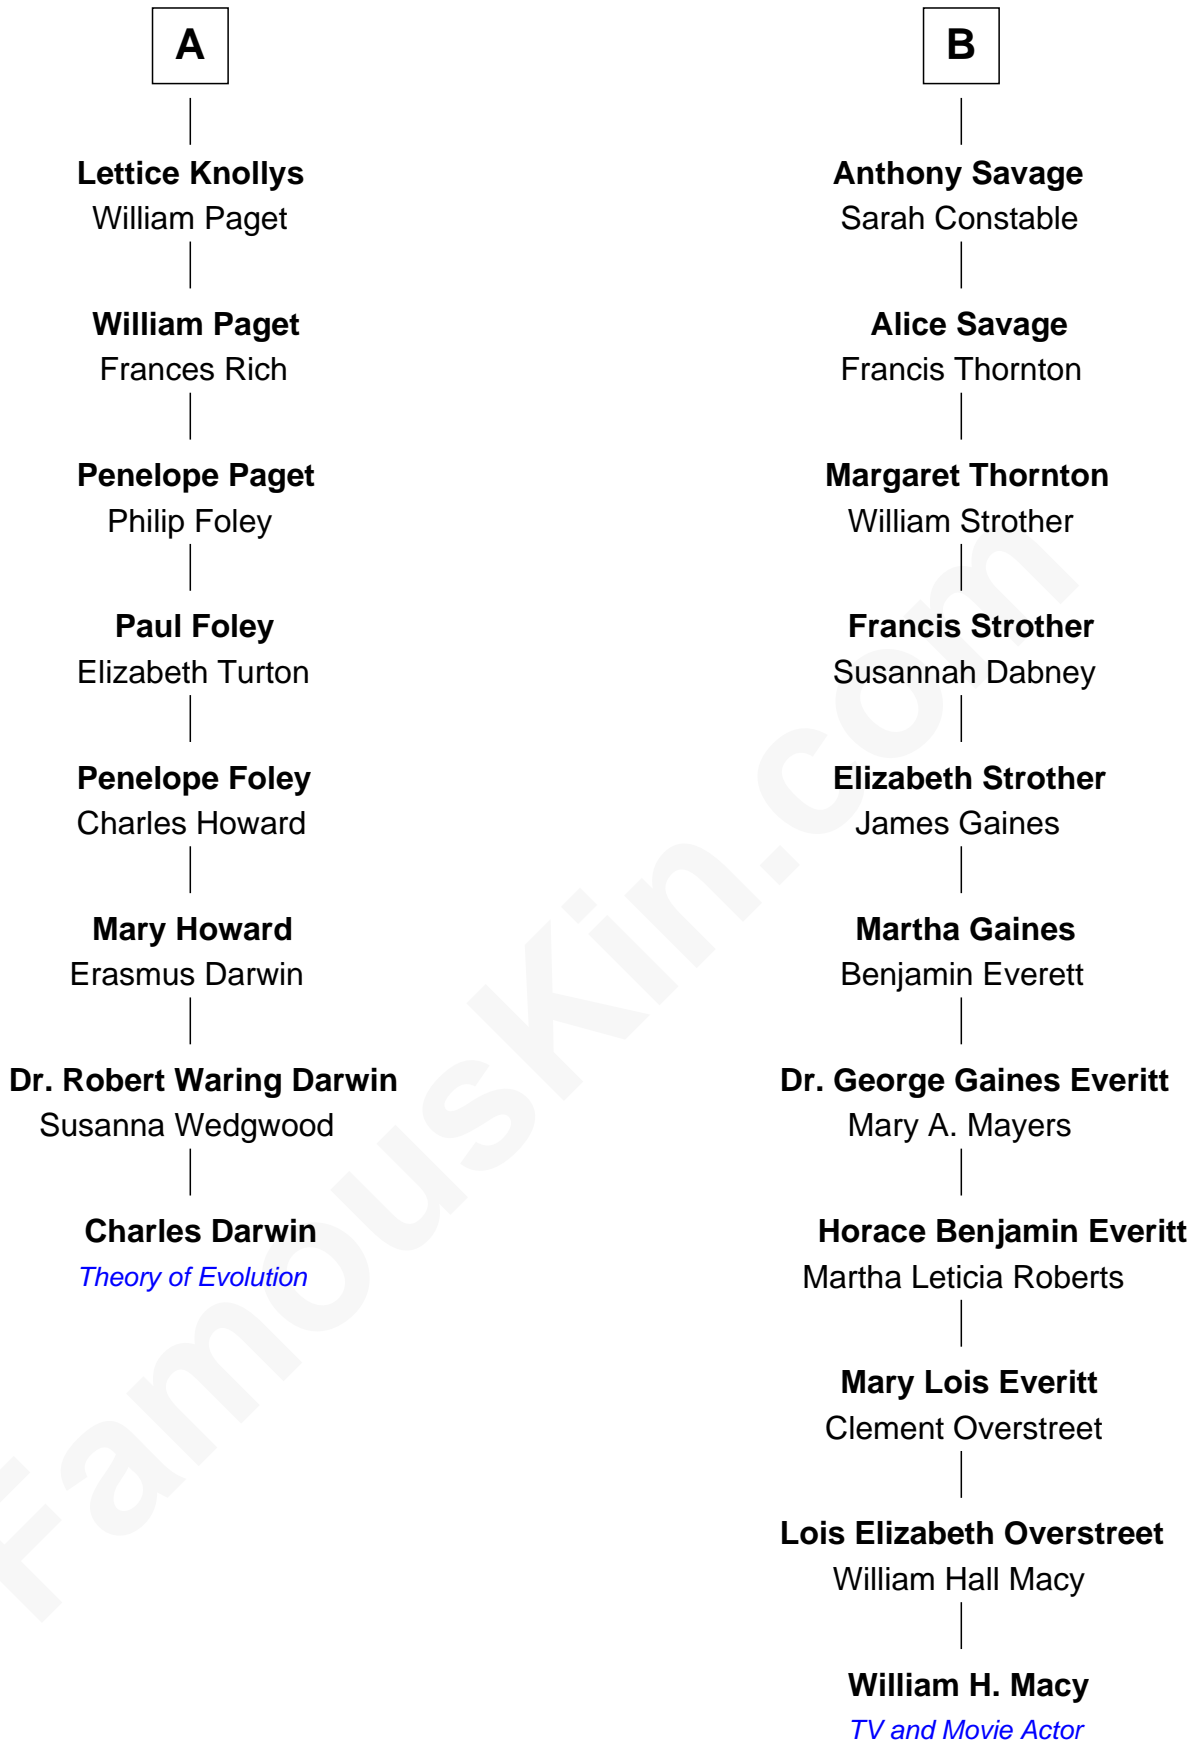 A
Lettice Knollys
William Paget
William Paget
Frances Rich
Penelope Paget
Philip Foley
Paul Foley
Elizabeth Turton
Penelope Foley
Charles Howard
Mary Howard
Erasmus Darwin
Dr. Robert Waring Darwin
Susanna Wedgwood
Charles Darwin
Theory of Evolution
B
Anthony Savage
Sarah Constable
Alice Savage
Francis Thornton
Margaret Thornton
William Strother
Francis Strother
Susannah Dabney
Elizabeth Strother
James Gaines
Martha Gaines
Benjamin Everett
Dr. George Gaines Everitt
Mary A. Mayers
Horace Benjamin Everitt
Martha Leticia Roberts
Mary Lois Everitt
Clement Overstreet
Lois Elizabeth Overstreet
William Hall Macy
William H. Macy
TV and Movie Actor
FamousKin.com